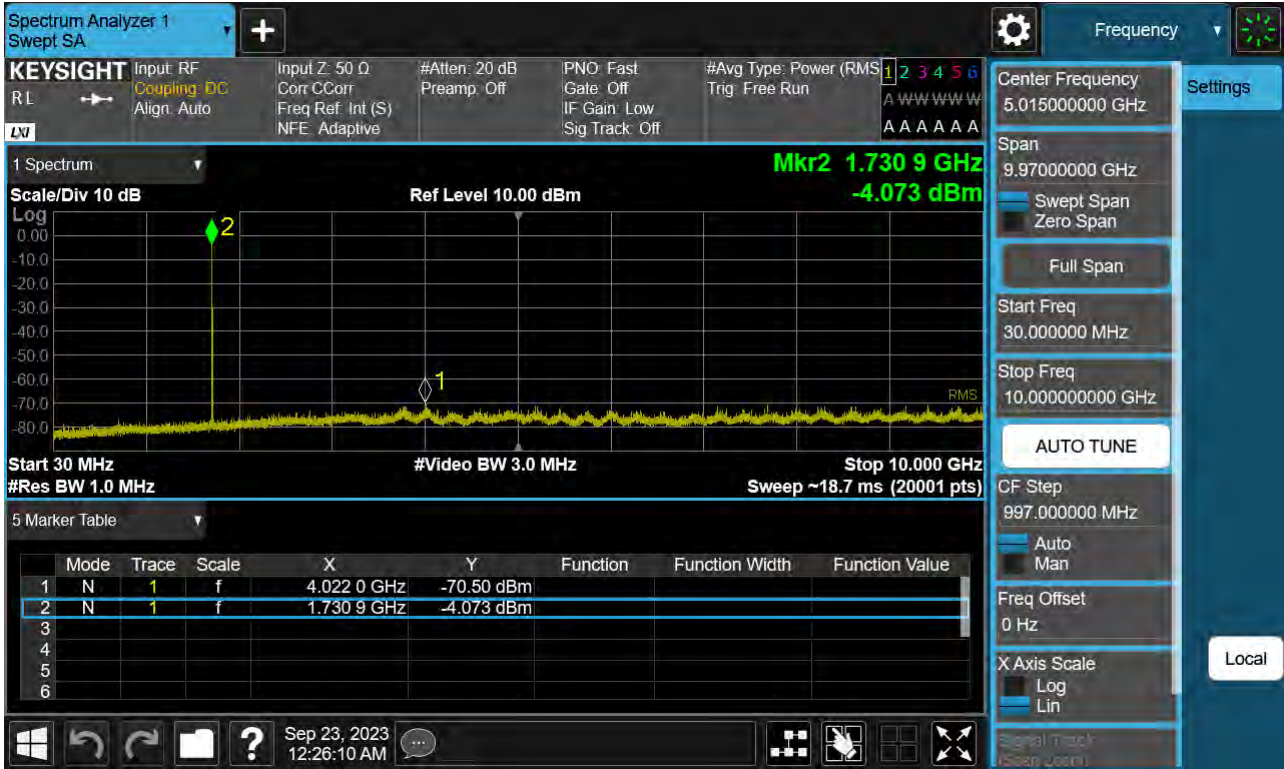 Spectrum Analyzer 1
Swept SA
+
Frequency
KEYSIGHT
RL
LXI
Input: RF
Coupling: DC
Align: Auto
Input Z: 50 Ω
Corr CCorr
Freq Ref: Int (S)
NFE: Adaptive
#Atten: 20 dB
Preamp: Off
PNO: Fast
Gate: Off
IF Gain: Low
Sig Track: Off
#Avg Type: Power (RMS
Trig: Free Run
1 2 3 4 5 6
A W W W W W
A A A A A A
1 Spectrum
Mkr2 1.730 9 GHz
-4.073 dBm
Scale/Div 10 dB
Ref Level 10.00 dBm
Log
0.00
-10.0
-20.0
-30.0
-40.0
-50.0
-60.0
-70.0
-80.0
2
1
RMS
Start 30 MHz
#Video BW 3.0 MHz
Stop 10.000 GHz
#Res BW 1.0 MHz
Sweep ~18.7 ms (20001 pts)
5 Marker Table
Mode Trace Scale X Y Function Function Width Function Value
1 N 1 f 4.022 0 GHz -70.50 dBm
2 N 1 f 1.730 9 GHz -4.073 dBm
3
4
5
6
Sep 23, 2023
12:26:10 AM
?
Center Frequency
5.015000000 GHz
Span
9.97000000 GHz
Swept Span
Zero Span
Full Span
Start Freq
30.000000 MHz
Stop Freq
10.000000000 GHz
AUTO TUNE
CF Step
997.000000 MHz
Auto
Man
Freq Offset
0 Hz
X Axis Scale
Log
Lin
Signal Track
(Span Zoom)
Settings
Local